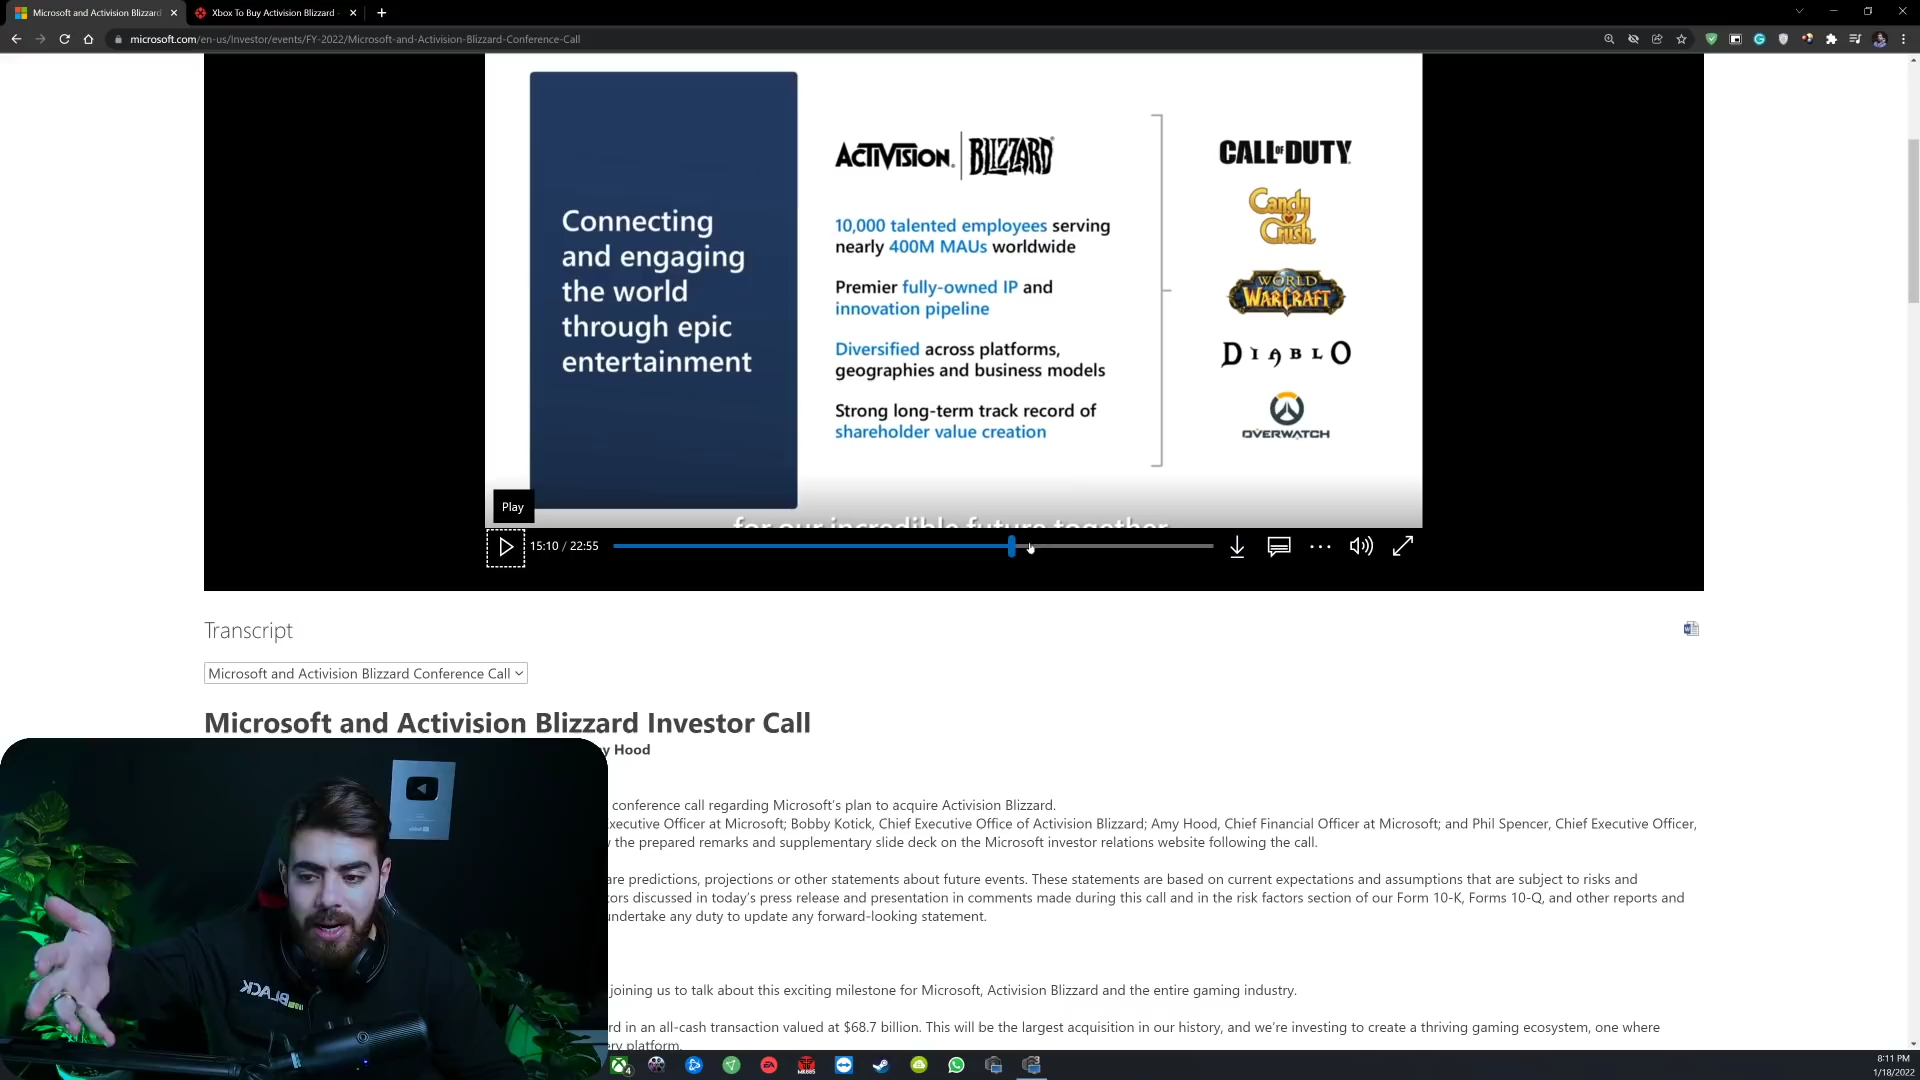 Microsoft and Activision Blizzard
Xbox To Buy Activision Blizzard -
microsoft.com/en-us/Investor/events/FY-2022/Microsoft-and-Activision-Blizzard-Conference-Call
Connecting
and engaging
the world
through epic
entertainment
ACTIVISION. | BLIZZARD
10,000 talented employees serving
nearly 400M MAUs worldwide
Premier fully-owned IP and
innovation pipeline
Diversified across platforms,
geographies and business models
Strong long-term track record of
shareholder value creation
CALL OF DUTY
Candy
Crush
WORLD
WARCRAFT
DIABLO
OVERWATCH
for our incredible future together
Play
15:10 / 22:55
Transcript
Microsoft and Activision Blizzard Conference Call
Microsoft and Activision Blizzard Investor Call
y Hood
conference call regarding Microsoft's plan to acquire Activision Blizzard.
xecutive Officer at Microsoft; Bobby Kotick, Chief Executive Office of Activision Blizzard; Amy Hood, Chief Financial Officer at Microsoft; and Phil Spencer, Chief Executive Officer,
the prepared remarks and supplementary slide deck on the Microsoft investor relations website following the call.
are predictions, projections or other statements about future events. These statements are based on current expectations and assumptions that are subject to risks and
tors discussed in today's press release and presentation in comments made during this call and in the risk factors section of our Form 10-K, Forms 10-Q, and other reports and
undertake any duty to update any forward-looking statement.
BLACK
joining us to talk about this exciting milestone for Microsoft, Activision Blizzard and the entire gaming industry.
rd in an all-cash transaction valued at $68.7 billion. This will be the largest acquisition in our history, and we're investing to create a thriving gaming ecosystem, one where
ery platform.
4
EA
8:11 PM
1/18/2022